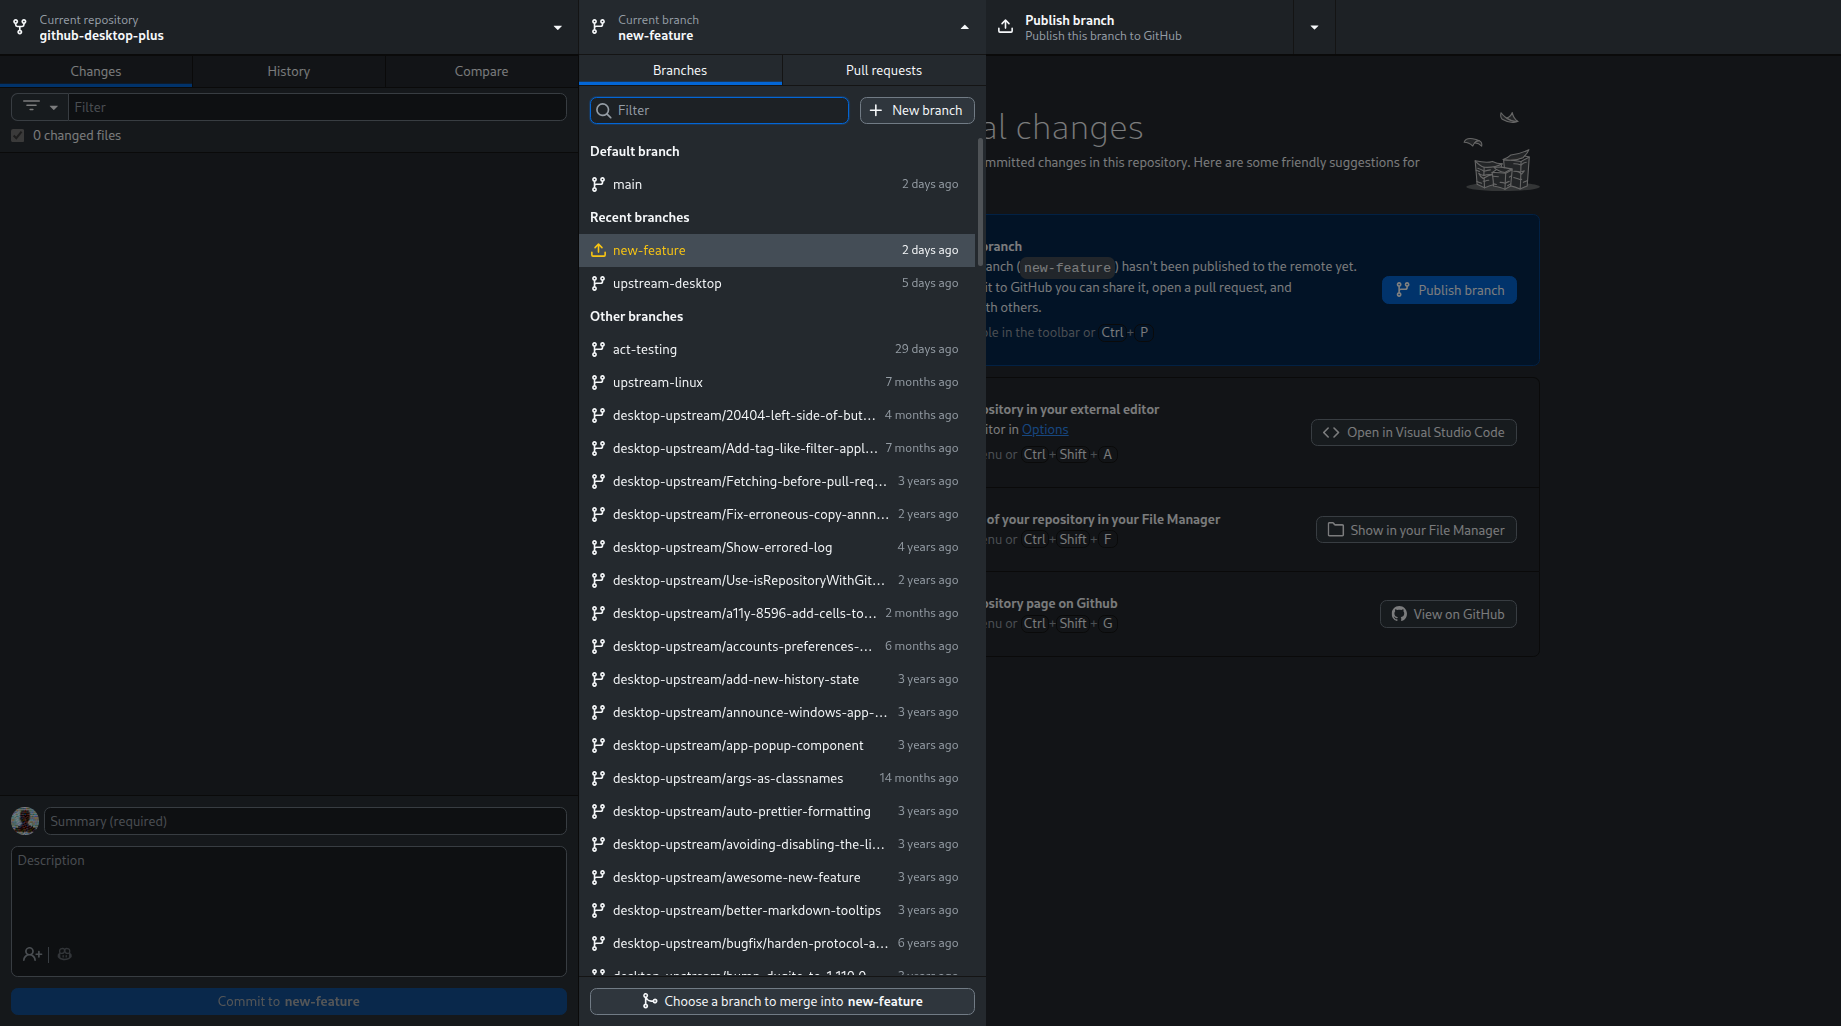 Current repository
github-desktop-plus
Current branch
new-feature
Publish branch
Publish this branch to GitHub
Changes
History
Compare
Filter
0 changed files
Summary (required)
Description
Commit to new-feature
Branches
Pull requests
Filter
New branch
Default branch
main 2 days ago
Recent branches
new-feature 2 days ago
upstream-desktop 5 days ago
Other branches
act-testing 29 days ago
upstream-linux 7 months ago
desktop-upstream/20404-left-side-of-but... 4 months ago
desktop-upstream/Add-tag-like-filter-appl... 7 months ago
desktop-upstream/Fetching-before-pull-req... 3 years ago
desktop-upstream/Fix-erroneous-copy-annn... 2 years ago
desktop-upstream/Show-errored-log 4 years ago
desktop-upstream/Use-isRepositoryWithGit... 2 years ago
desktop-upstream/a11y-8596-add-cells-to... 2 months ago
desktop-upstream/accounts-preferences-... 6 months ago
desktop-upstream/add-new-history-state 3 years ago
desktop-upstream/announce-windows-app-... 3 years ago
desktop-upstream/app-popup-component 3 years ago
desktop-upstream/args-as-classnames 14 months ago
desktop-upstream/auto-prettier-formatting 3 years ago
desktop-upstream/avoiding-disabling-the-li... 3 years ago
desktop-upstream/awesome-new-feature 3 years ago
desktop-upstream/better-markdown-tooltips 3 years ago
desktop-upstream/bugfix/harden-protocol-a... 6 years ago
Choose a branch to merge into new-feature
al changes
mmitted changes in this repository. Here are some friendly suggestions for
ranch
anch (new-feature) hasn't been published to the remote yet.
it to GitHub you can share it, open a pull request, and
th others.
le in the toolbar or Ctrl + P
Publish branch
ository in your external editor
itor in Options
nu or Ctrl + Shift + A
Open in Visual Studio Code
of your repository in your File Manager
nu or Ctrl + Shift + F
Show in your File Manager
ository page on Github
nu or Ctrl + Shift + G
View on GitHub